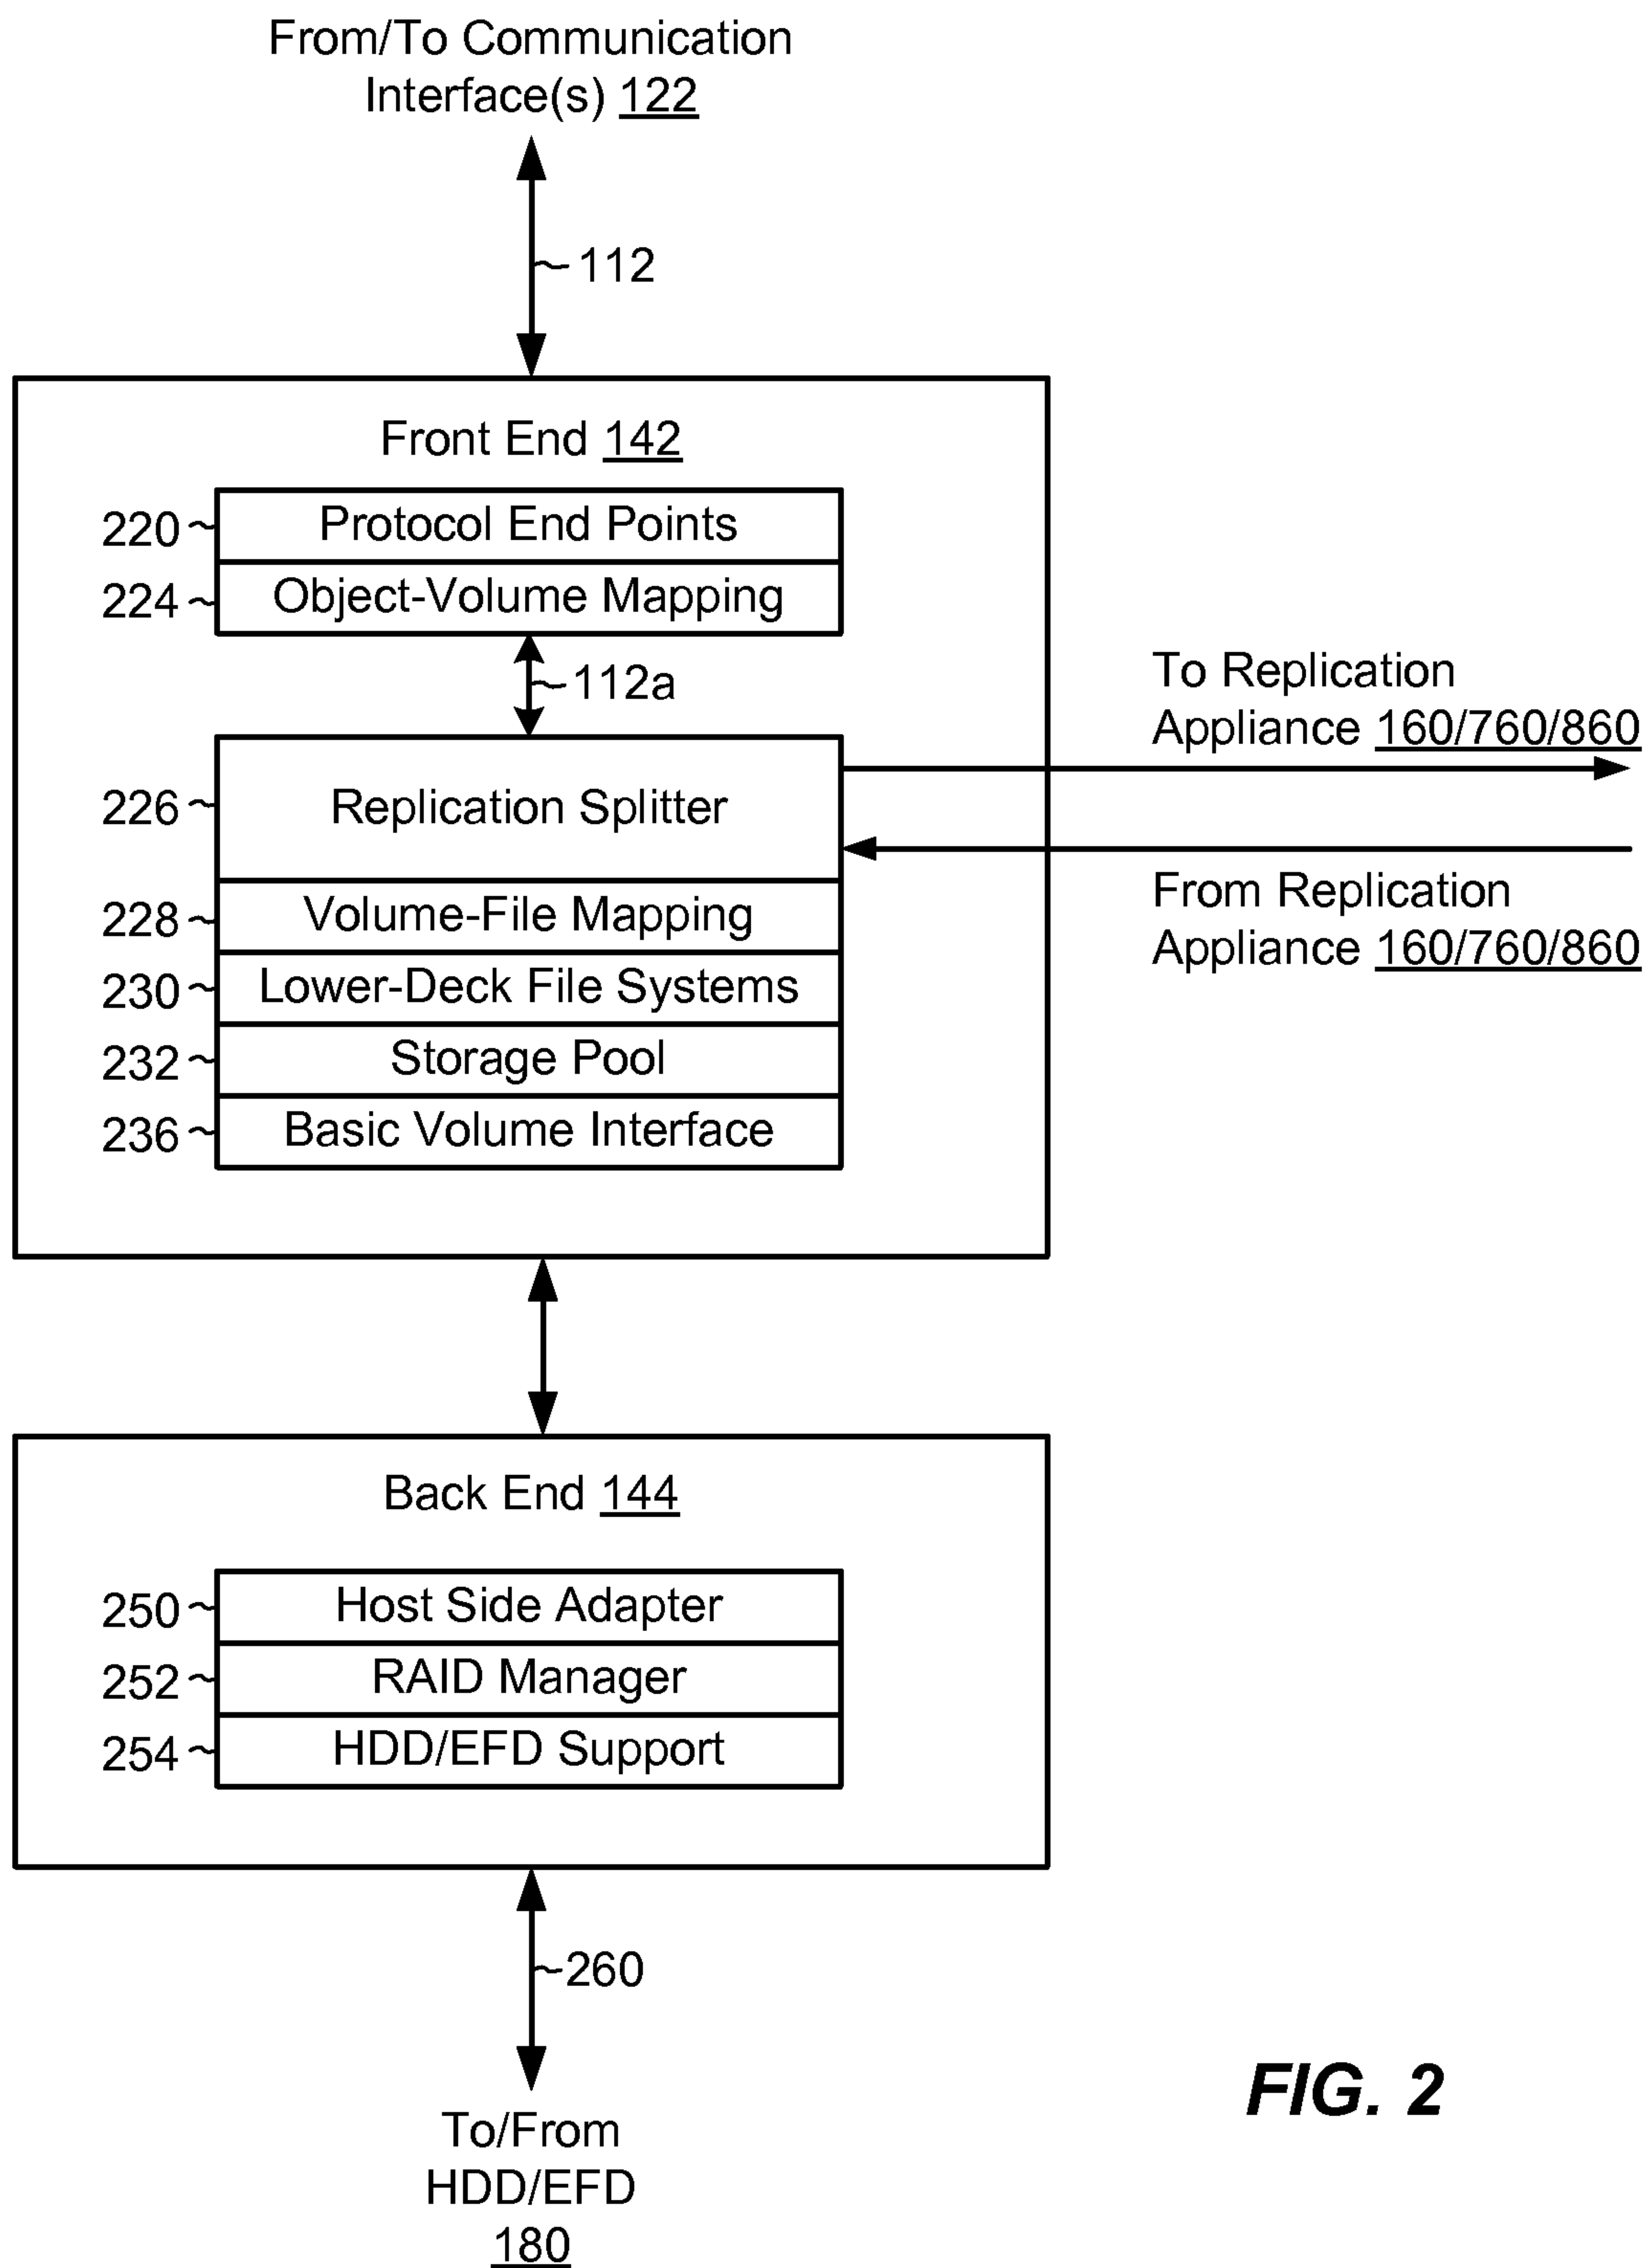 From/To Communication
Interface(s) 122
112
Front End 142
220 Protocol End Points
224 Object-Volume Mapping
112a
To Replication
Appliance 160/760/860
226 Replication Splitter
From Replication
Appliance 160/760/860
228 Volume-File Mapping
230 Lower-Deck File Systems
232 Storage Pool
236 Basic Volume Interface
Back End 144
250 Host Side Adapter
252 RAID Manager
254 HDD/EFD Support
260
To/From
HDD/EFD
180
FIG. 2